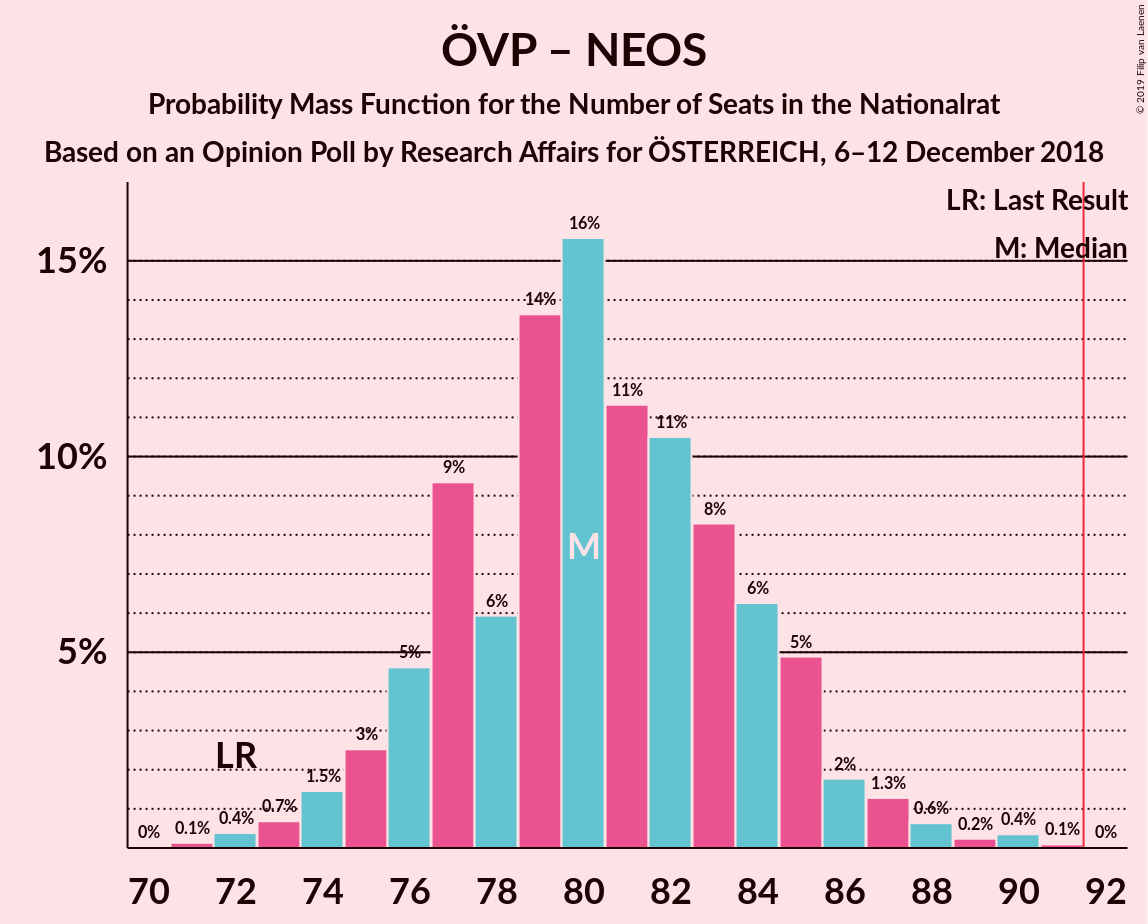 ÖVP – NEOS
Probability Mass Function for the Number of Seats in the Nationalrat
Based on an Opinion Poll by Research Affairs for ÖSTERREICH, 6–12 December 2018
© 2019 Filip van Laenen
LR: Last Result
M: Median
15%
10%
5%
0%
0.1%
0.4%
0.7%
1.5%
3%
5%
9%
6%
14%
16%
11%
11%
8%
6%
5%
2%
1.3%
0.6%
0.2%
0.4%
0.1%
0%
LR
M
70 72 74 76 78 80 82 84 86 88 90 92